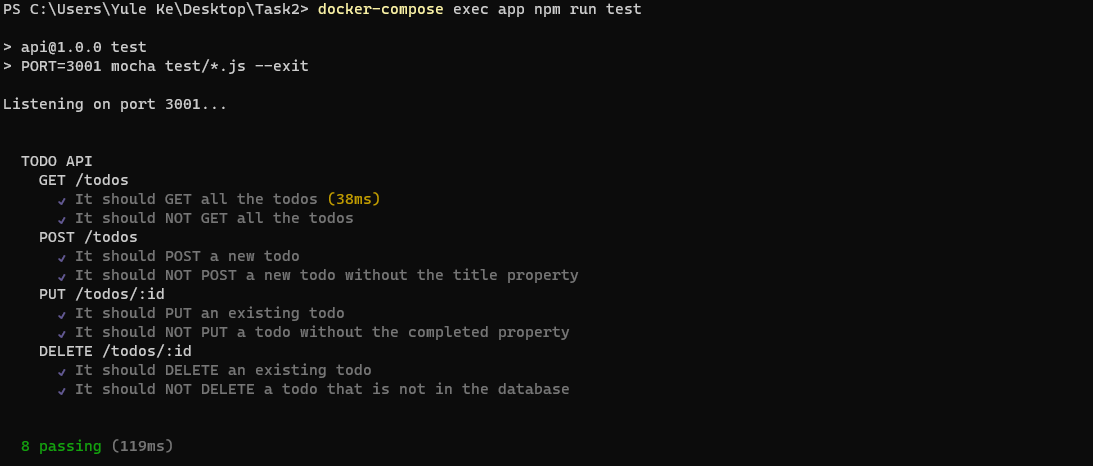 PS C:\Users\Yule Ke\Desktop\Task2> docker-compose exec app npm run test
> api@1.0.0 test
> PORT=3001 mocha test/*.js --exit
Listening on port 3001...
TODO API
GET /todos
✓ It should GET all the todos (38ms)
✓ It should NOT GET all the todos
POST /todos
✓ It should POST a new todo
✓ It should NOT POST a new todo without the title property
PUT /todos/:id
✓ It should PUT an existing todo
✓ It should NOT PUT a todo without the completed property
DELETE /todos/:id
✓ It should DELETE an existing todo
✓ It should NOT DELETE a todo that is not in the database
8 passing (119ms)